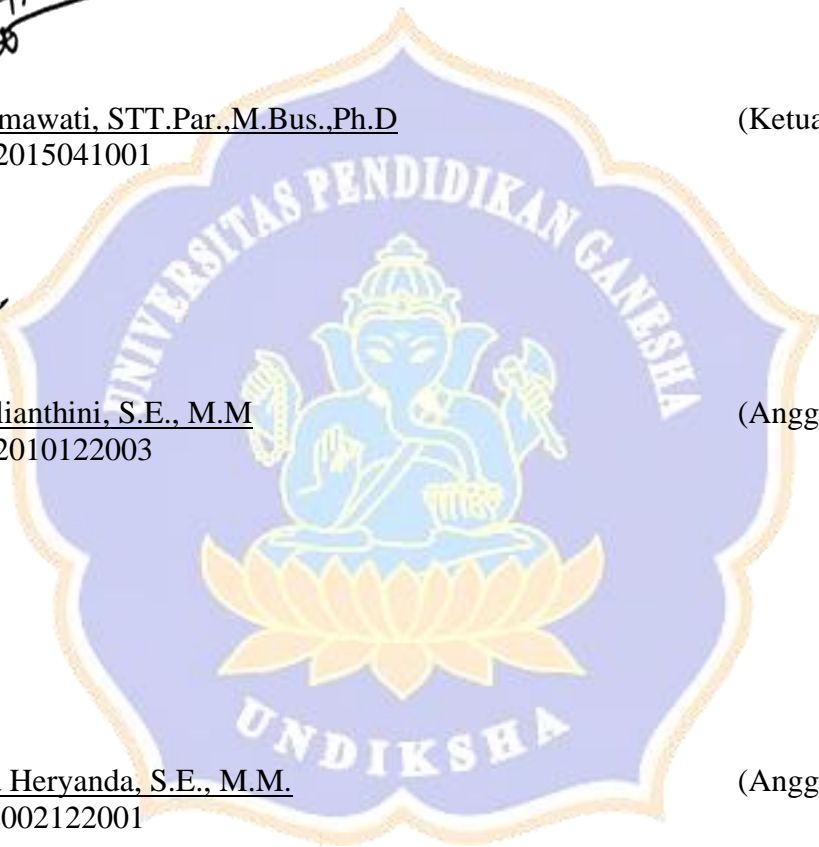 mawati, STT.Par.,M.Bus.,Ph.D (Ketua
2015041001
UNIVERSITAS PENDIDIKAN GANESHA
lianthini, S.E., M.M (Angg
2010122003
UNDIKSHA
Heryanda, S.E., M.M. (Angg
002122001